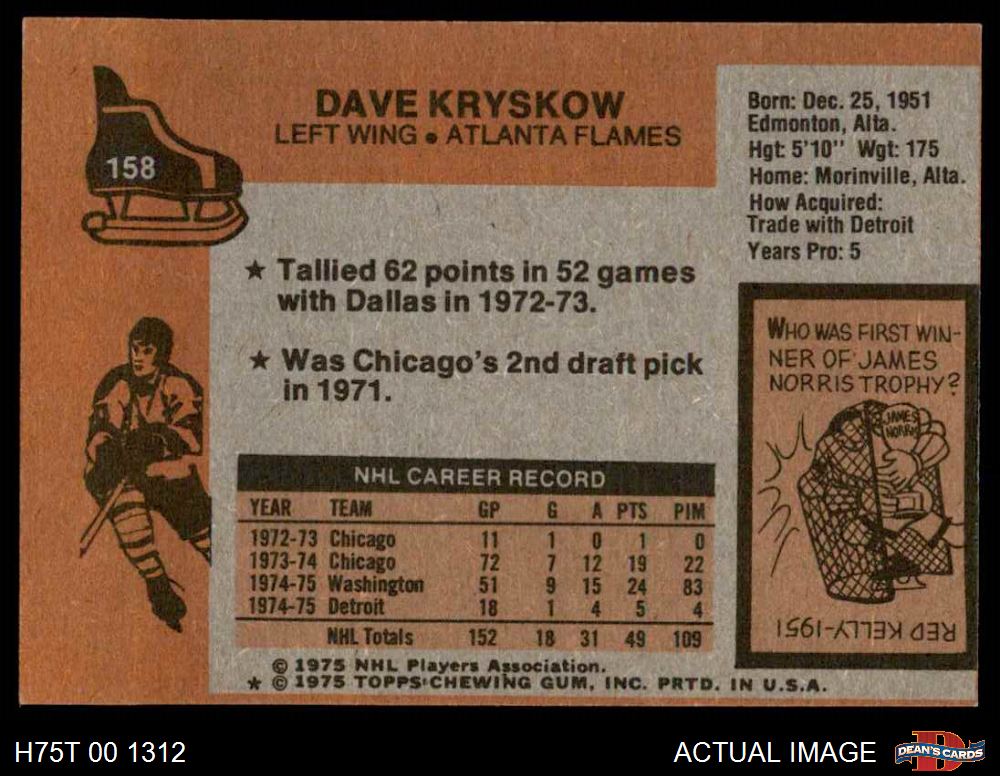 158
DAVE KRYSKOW
LEFT WING ● ATLANTA FLAMES
Born: Dec. 25, 1951
Edmonton, Alta.
Hgt: 5'10" Wgt: 175
Home: Morinville, Alta.
How Acquired:
Trade with Detroit
Years Pro: 5
★ Tallied 62 points in 52 games
with Dallas in 1972-73.
★ Was Chicago's 2nd draft pick
in 1971.
NHL CAREER RECORD
YEAR TEAM GP G A PTS PIM
1972-73 Chicago 11 1 0 1 0
1973-74 Chicago 72 7 12 19 22
1974-75 Washington 51 9 15 24 83
1974-75 Detroit 18 1 4 5 4
NHL Totals 152 18 31 49 109
© 1975 NHL Players Association.
★ © 1975 TOPPS CHEWING GUM, INC. PRTD. IN U.S.A.
WHO WAS FIRST WIN-
NER OF JAMES
NORRIS TROPHY?
JAMES
NORRIS
RED KELLY-1951
H75T 00 1312
ACTUAL IMAGE
DEAN'S CARDS